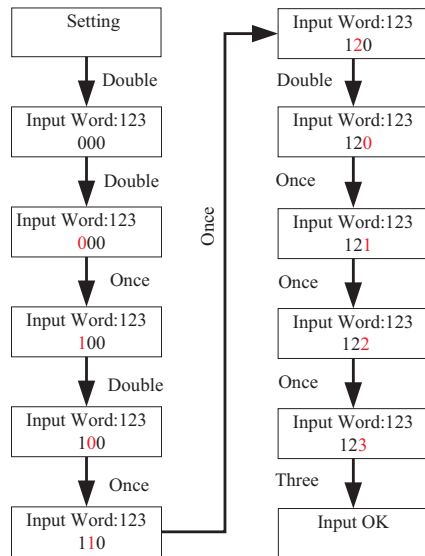 Setting
Double
Input Word:123
000
Double
Input Word:123
000
Once
Input Word:123
100
Double
Input Word:123
100
Once
Input Word:123
110
Once
Input Word:123
120
Double
Input Word:123
120
Once
Input Word:123
121
Once
Input Word:123
122
Once
Input Word:123
123
Three
Input OK